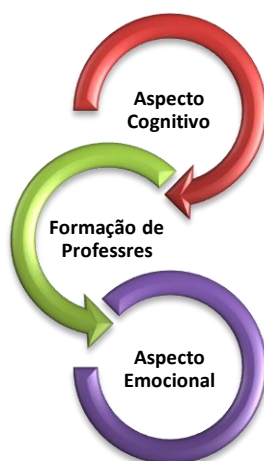 Aspecto
Cognitivo
Formação de
Professres
Aspecto
Emocional